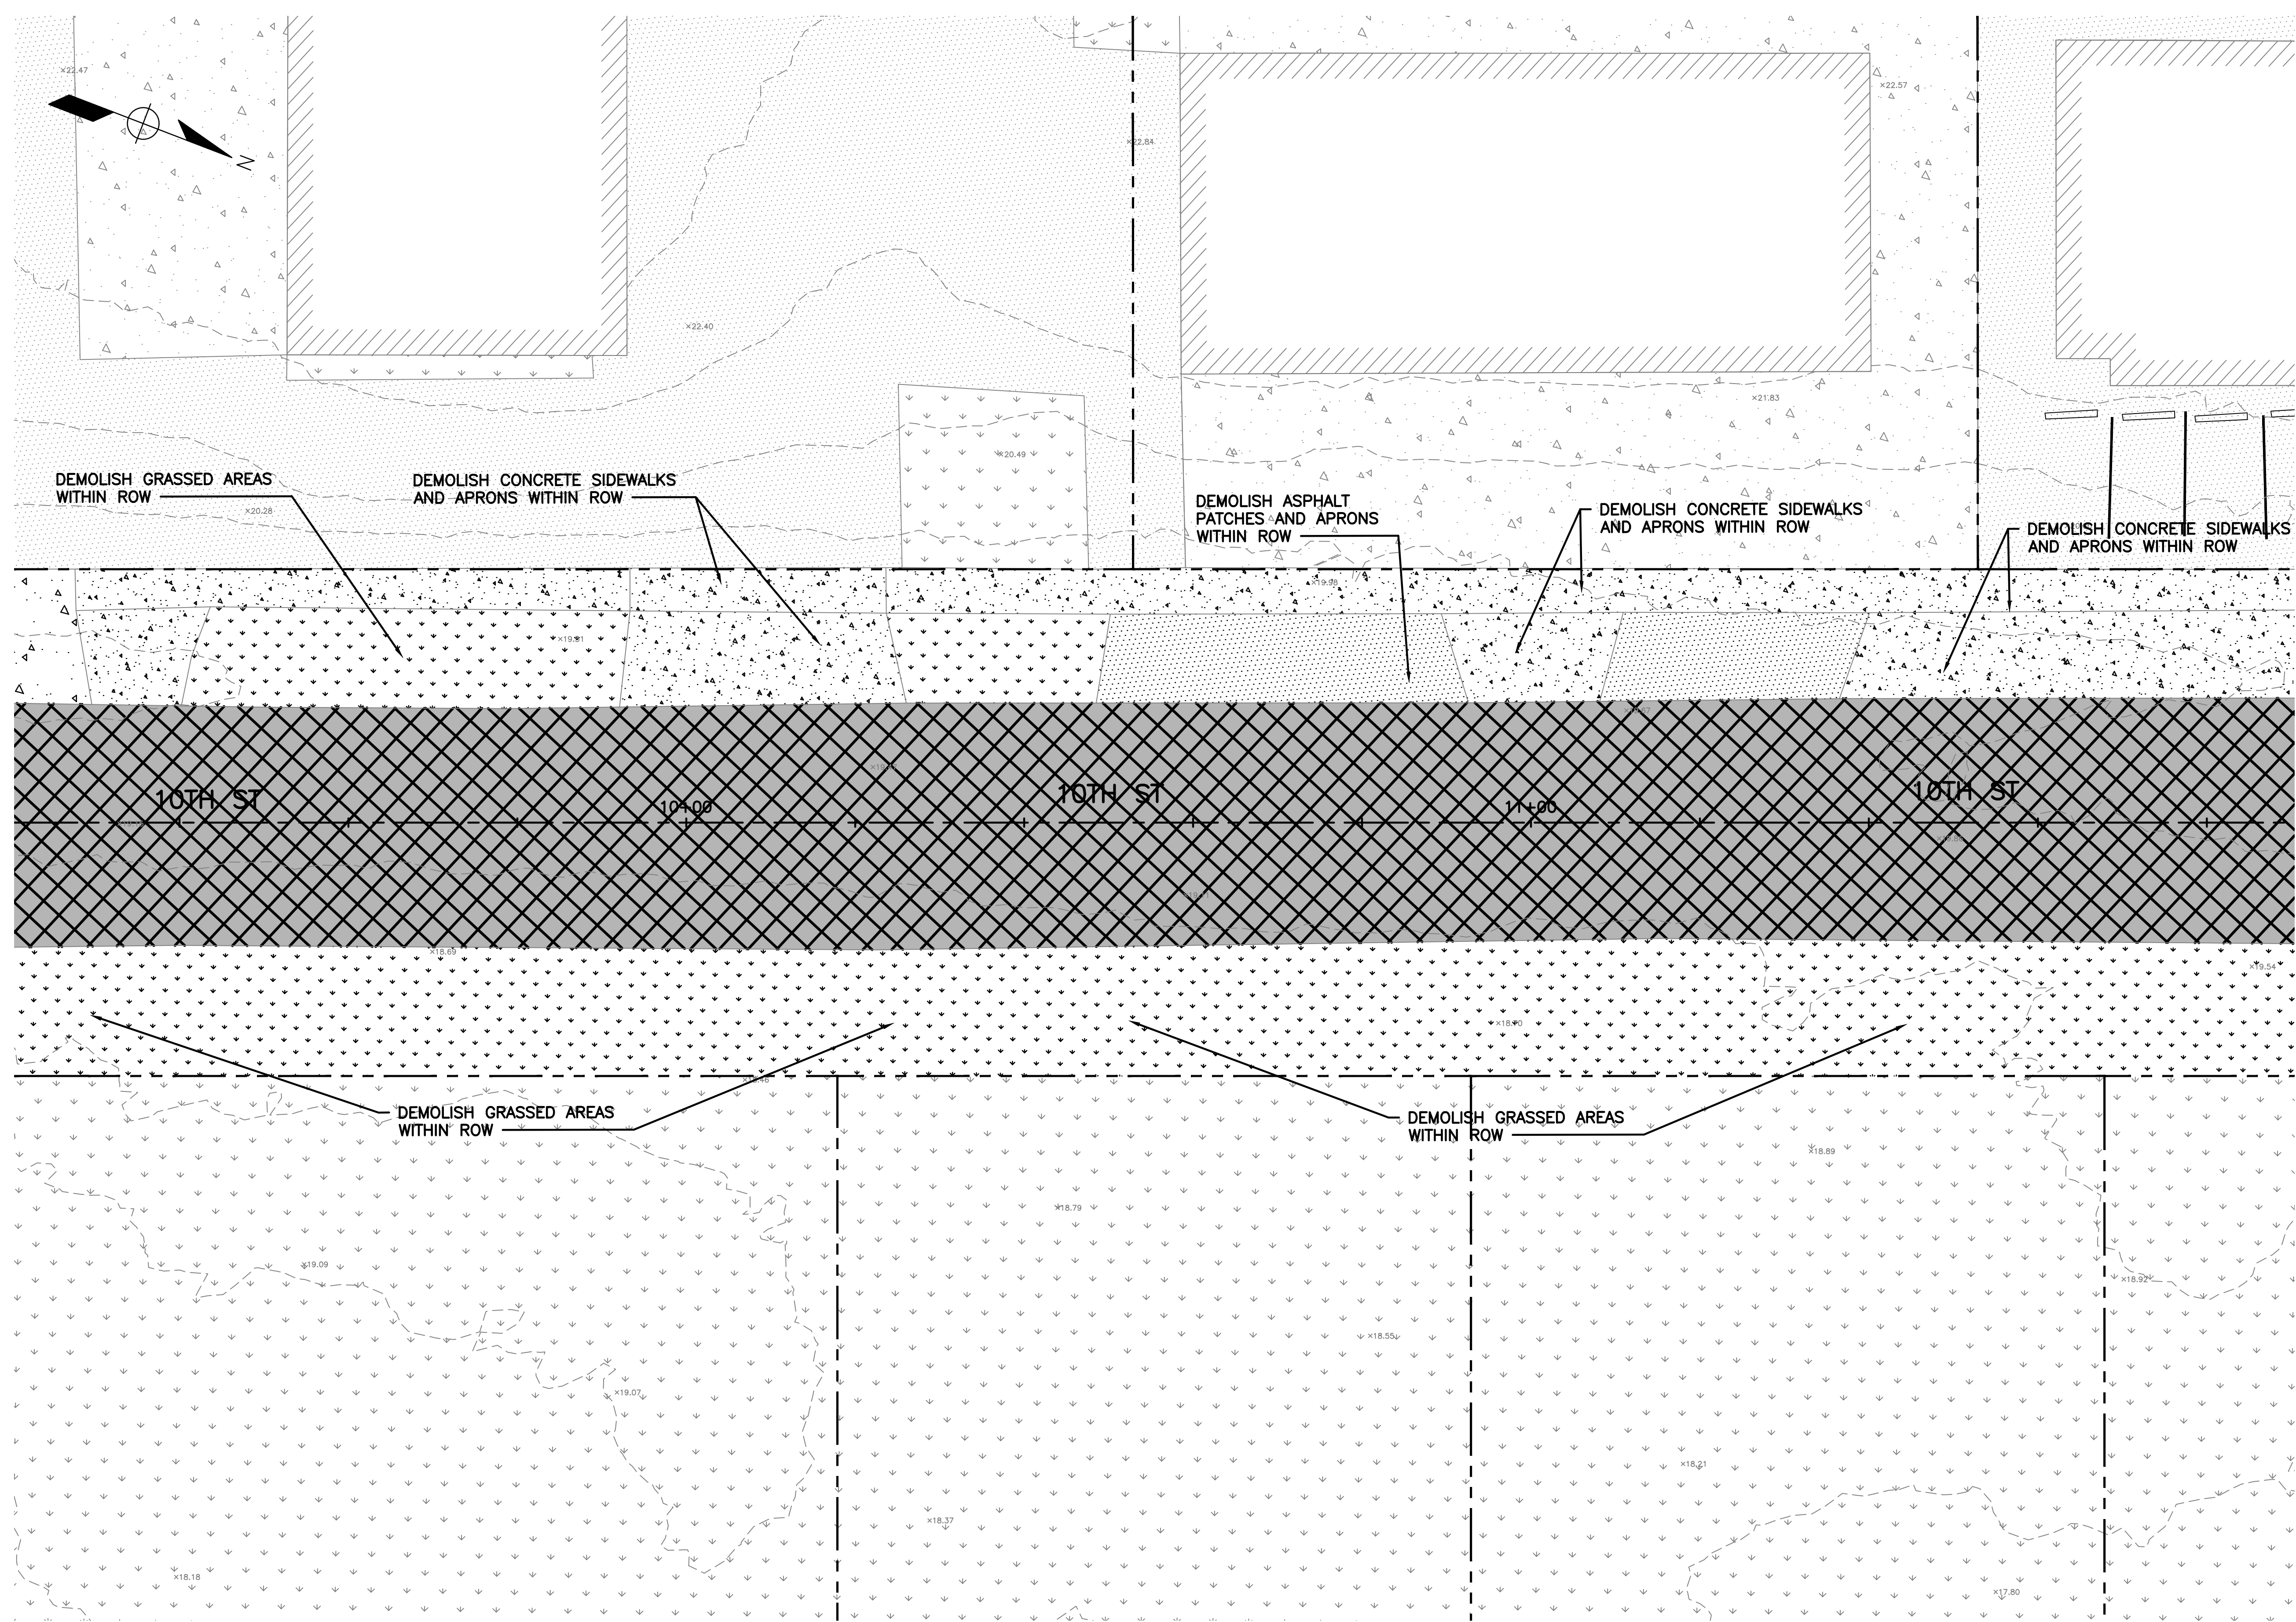 ×22.47
×22.57
×22.84
N
×22.40
×21.83
×20.49
DEMOLISH GRASSED AREAS
WITHIN ROW
DEMOLISH CONCRETE SIDEWALKS
AND APRONS WITHIN ROW
×20.28
DEMOLISH ASPHALT
PATCHES AND APRONS
WITHIN ROW
DEMOLISH CONCRETE SIDEWALKS
AND APRONS WITHIN ROW
DEMOLISH CONCRETE SIDEWALKS
AND APRONS WITHIN ROW
×19.98
10TH ST
10+00
10TH ST
11+00
10TH ST
×18.69
×19.54
×18.70
DEMOLISH GRASSED AREAS
WITHIN ROW
DEMOLISH GRASSED AREAS
WITHIN ROW
×18.89
×18.79
×19.09
×18.92
×18.55
×19.07
×18.21
×18.37
×18.18
×17.80